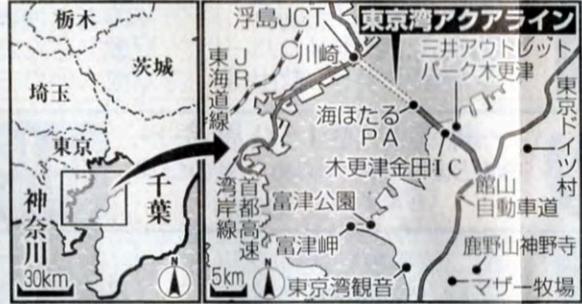 栃木
茨城
埼玉
東京
千葉
神奈川
30km
N
浮島JCT
東京湾アクアライン
川崎
JR東海道線
三井アウトレット
パーク木更津
海ほたる
PA
木更津金田IC
東京ドイツ村
首都高速
湾岸線
富津公園
富津岬
東京湾観音
館山
自動車道
鹿野山神野寺
マザー牧場
5km
N